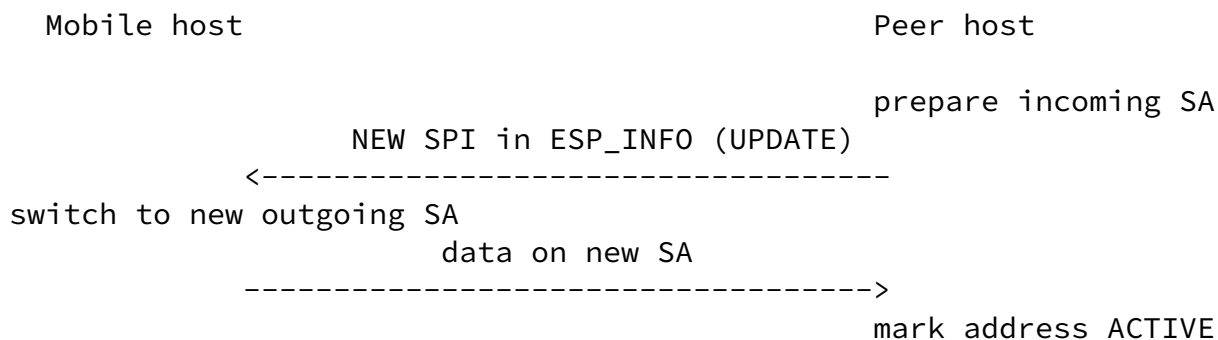 Mobile host                                   Peer host
prepare incoming SA
NEW SPI in ESP_INFO (UPDATE)
<-----------------------------------
switch to new outgoing SA
data on new SA
----------------------------------->
mark address ACTIVE